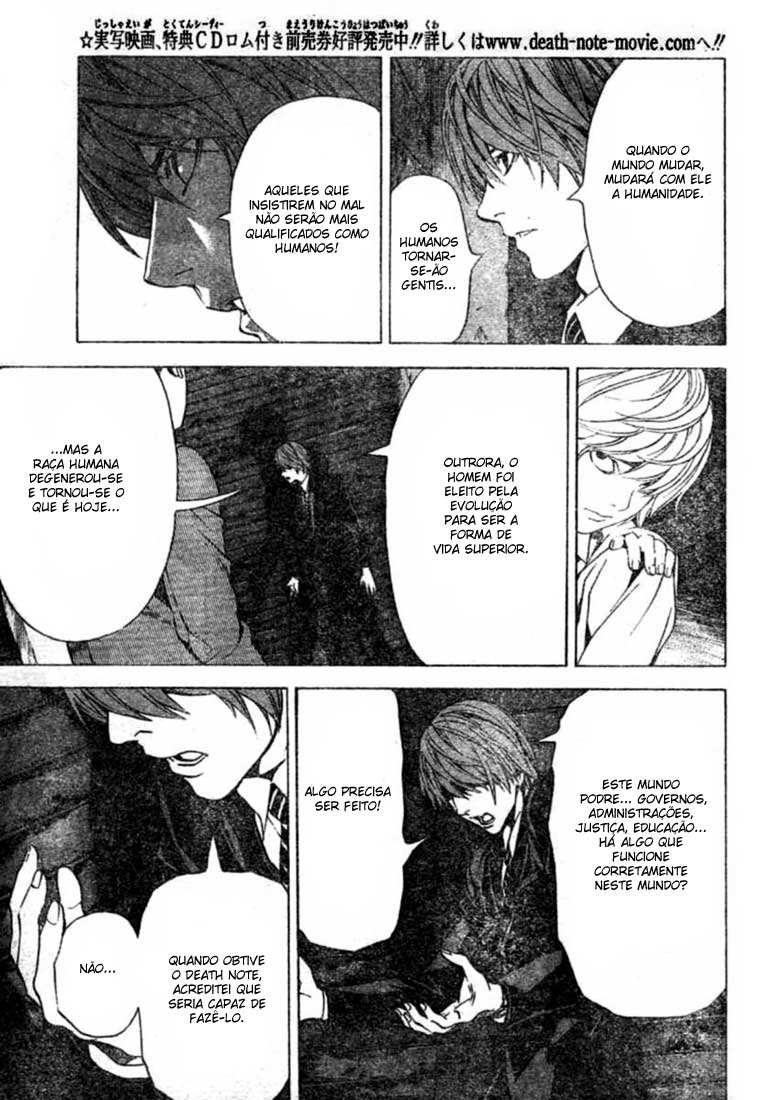 ☆実写映画、特典CDロム付き前売券好評発売中!!詳しくはwww.death-note-movie.comへ!!
QUANDO O
MUNDO MUDAR,
MUDARÁ COM ELE
A HUMANIDADE.
OS
HUMANOS
TORNAR-
SE-ÃO
GENTIS...
AQUELES QUE
INSISTIREM NO MAL
NÃO SERÃO MAIS
QUALIFICADOS COMO
HUMANOS!
OUTRORA, O
HOMEM FOI
ELEITO PELA
EVOLUÇÃO
PARA SER A
FORMA DE
VIDA SUPERIOR.
...MAS A
RAÇA HUMANA
DEGENEROU-SE
E TORNOU-SE O
QUE É HOJE...
ESTE MUNDO
PODRE... GOVERNOS,
ADMINISTRAÇÕES,
JUSTIÇA, EDUCAÇÃO...
HÁ ALGO QUE
FUNCIONE
CORRETAMENTE
NESTE MUNDO?
ALGO PRECISA
SER FEITO!
QUANDO OBTIVE
O DEATH NOTE,
ACREDITEI QUE
SERIA CAPAZ DE
FAZÊ-LO.
NÃO...